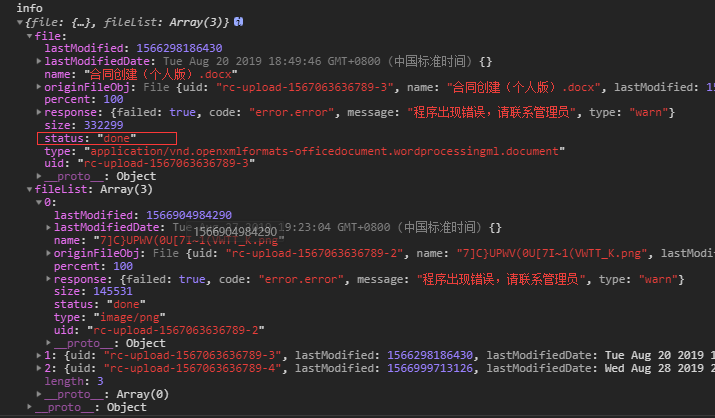 info
{file: {…}, fileList: Array(3)}
file:
lastModified: 1566298186430
lastModifiedDate: Tue Aug 20 2019 18:49:46 GMT+0800 (中国标准时间) {}
name: "合同创建（个人版）.docx"
originFileObj: File {uid: "rc-upload-1567063636789-3", name: "合同创建（个人版）.docx", lastModified: 1
percent: 100
response: {failed: true, code: "error.error", message: "程序出现错误，请联系管理员", type: "warn"}
size: 332299
status: "done"
type: "application/vnd.openxmlformats-officedocument.wordprocessingml.document"
uid: "rc-upload-1567063636789-3"
__proto__: Object
fileList: Array(3)
0:
lastModified: 1566904984290
lastModifiedDate: Tue 19:23:04 GMT+0800 (中国标准时间) {}
1566904984290
name: "7]C}UPWV(0U[7I~1(VWTT_K.png"
originFileObj: File {uid: "rc-upload-1567063636789-2", name: "7]C}UPWV(0U[7I~1(VWTT_K.png", lastModified
percent: 100
response: {failed: true, code: "error.error", message: "程序出现错误，请联系管理员", type: "warn"}
size: 145531
status: "done"
type: "image/png"
uid: "rc-upload-1567063636789-2"
__proto__: Object
1: {uid: "rc-upload-1567063636789-3", lastModified: 1566298186430, lastModifiedDate: Tue Aug 20 2019 1
2: {uid: "rc-upload-1567063636789-4", lastModified: 1566999713126, lastModifiedDate: Wed Aug 28 2019 2
length: 3
__proto__: Array(0)
__proto__: Object